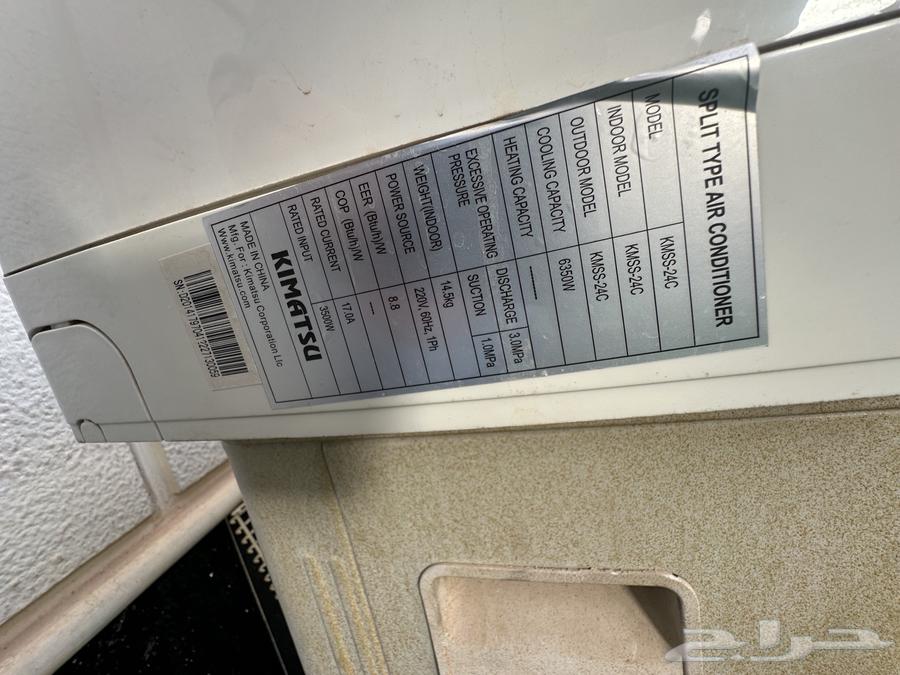 SPLIT TYPE AIR CONDITIONER
MODEL KMSS-24C
INDOOR MODEL KMSS-24C
OUTDOOR MODEL KMSS-24C
COOLING CAPACITY 6350W
HEATING CAPACITY ------
EXCESSIVE OPERATING PRESSURE DISCHARGE 3.0MPa
SUCTION 1.0MPa
WEIGHT(INDOOR) 14.5kg
POWER SOURCE 220V, 60Hz, 1Ph
EER (Btu/h)/W 8.8
COP (Btu/h)/W ----
RATED CURRENT 17.0A
RATED INPUT 3500W
KIMATSU
MADE IN CHINA
Mfg. For : Kimatsu Corporation Llc
Www.kimatsu.com
SN:0201417970412227130059
حراج